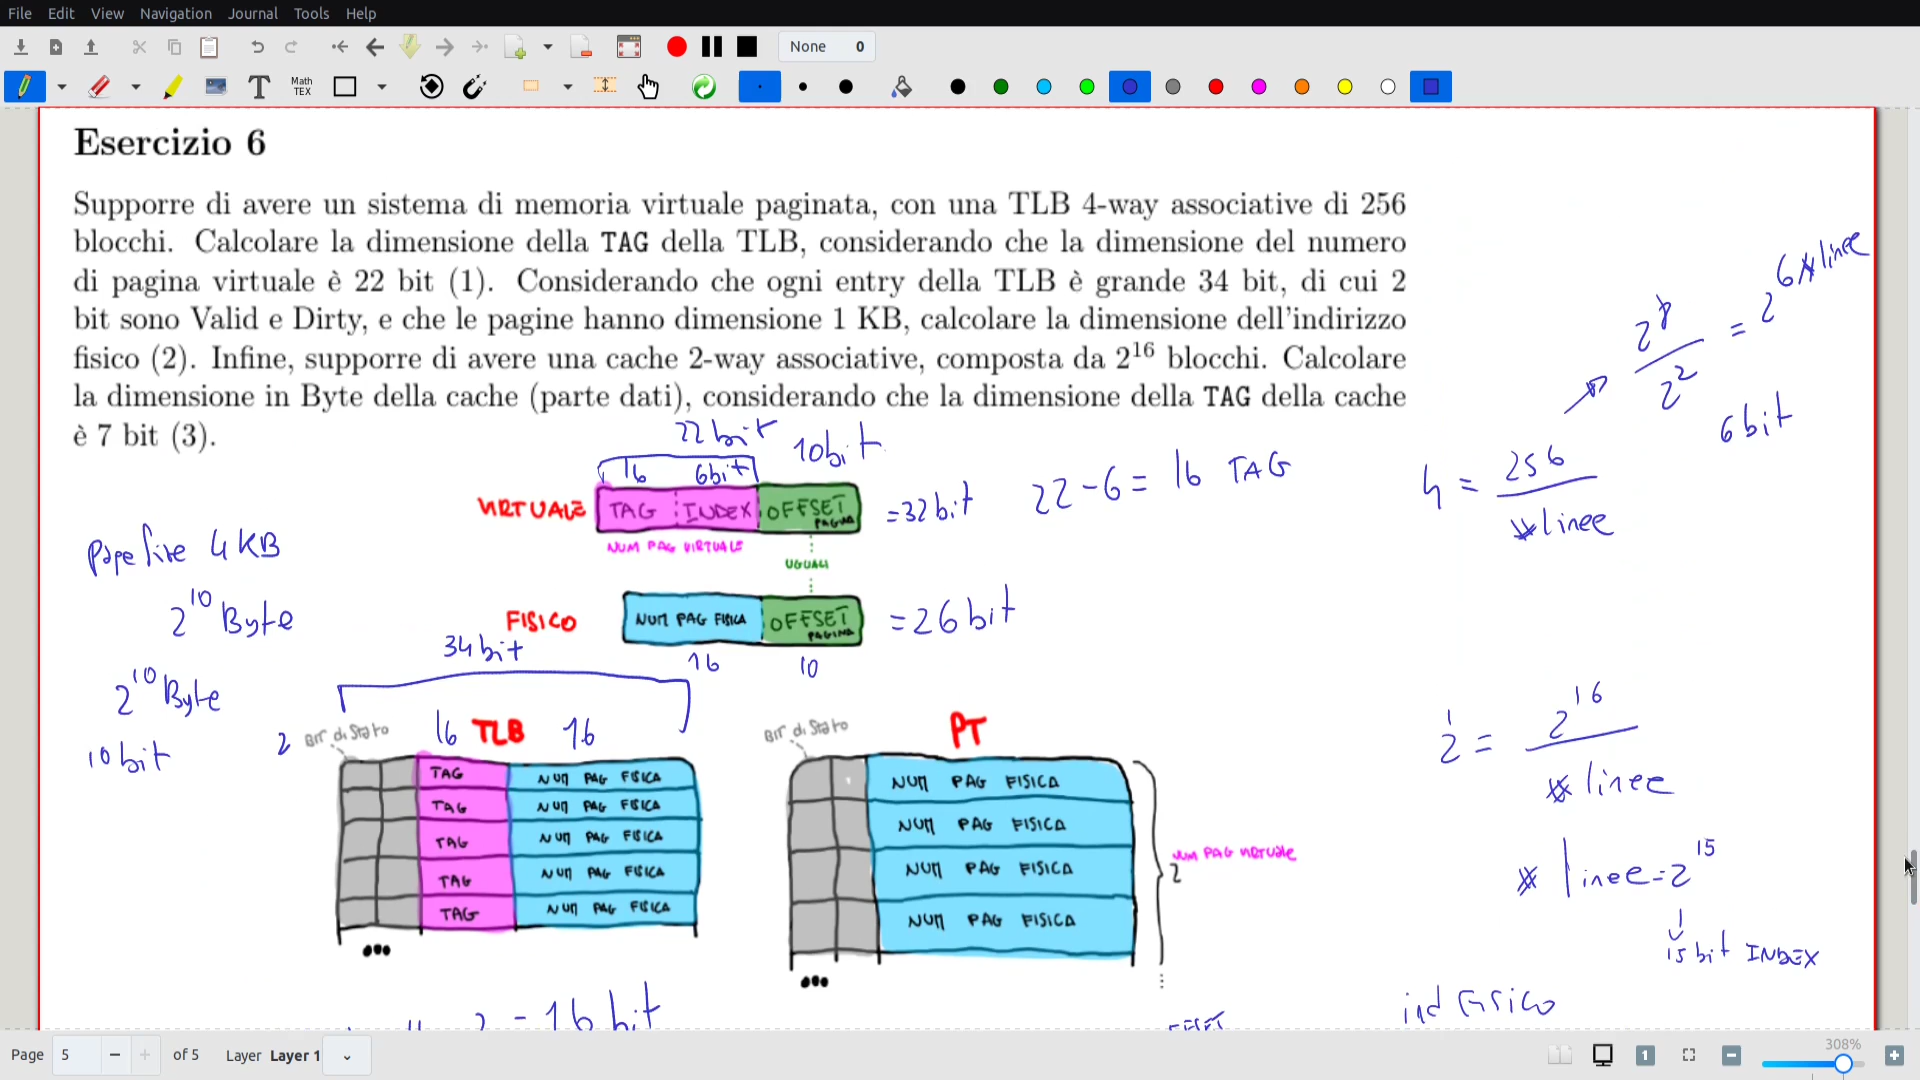 File Edit View Navigation Journal Tools Help
None 0
T Math TEX
Esercizio 6
Supporre di avere un sistema di memoria virtuale paginata, con una TLB 4-way associative di 256
blocchi. Calcolare la dimensione della TAG della TLB, considerando che la dimensione del numero
di pagina virtuale è 22 bit (1). Considerando che ogni entry della TLB è grande 34 bit, di cui 2
bit sono Valid e Dirty, e che le pagine hanno dimensione 1 KB, calcolare la dimensione dell'indirizzo
fisico (2). Infine, supporre di avere una cache 2-way associative, composta da 2^16 blocchi. Calcolare
la dimensione in Byte della cache (parte dati), considerando che la dimensione della TAG della cache
è 7 bit (3).
2^8 / 2^2 = 2^6 # linee
6 bit
22 bit 10 bit
16 6 bit
VIRTUALE TAG INDEX OFFSET PAGINA = 32 bit 22 - 6 = 16 TAG
4 = 256 / # linee
NUM PAG VIRTUALE
UGUALI
4 KB
2^10 Byte
FISICO NUM PAG FISICA OFFSET PAGINA = 26 bit
16 10
34 bit
2^10 Byte
10 bit
2 BIT di Stato 16 TLB 16
BIT di Stato PT
2 = 2^16 / # linee
TAG NUM PAG FISICA
TAG NUM PAG FISICA
TAG NUM PAG FISICA
TAG NUM PAG FISICA
TAG NUM PAG FISICA
NUM PAG FISICA
NUM PAG FISICA
NUM PAG FISICA
NUM PAG FISICA
2^NUM PAG VIRTUALE
# linee = 2^15
15 bit INDEX
ind fisico
2 = 16 bit
Page 5 of 5 Layer Layer 1 1 308%